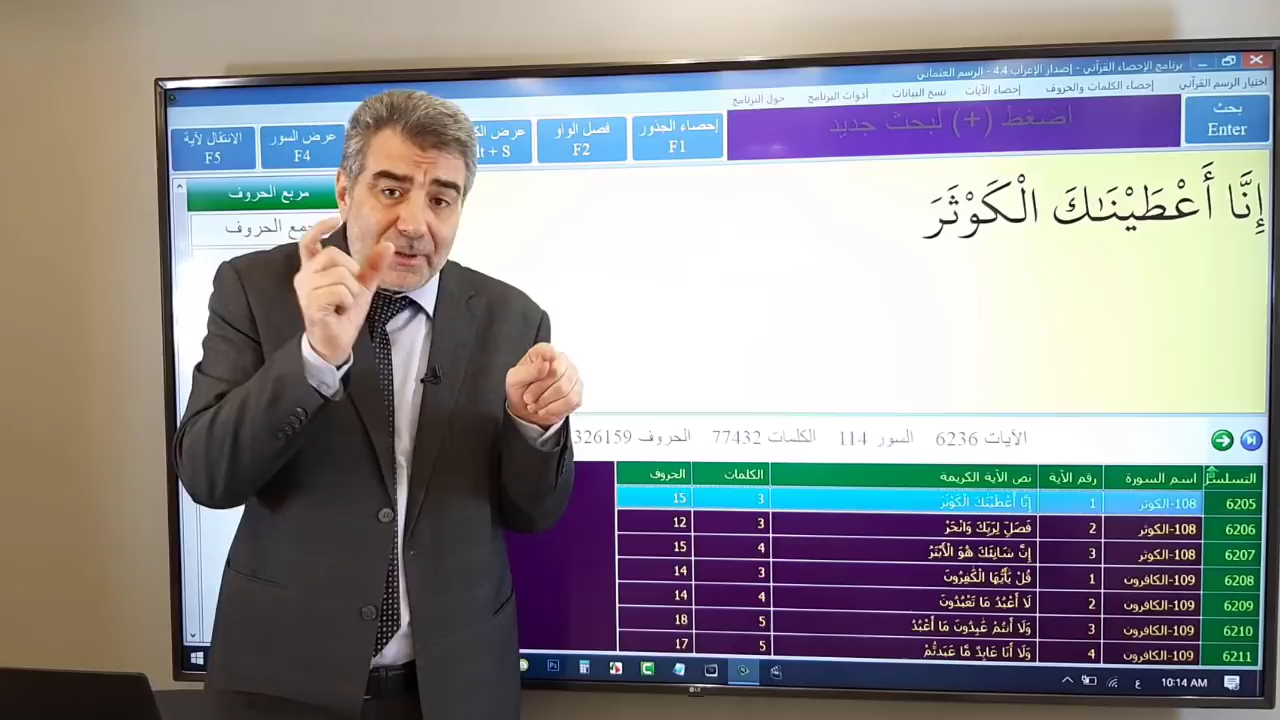 برنامج الإحصاء القرآني - إصدار الإعراب 4.4 - الرسم العثماني
اختيار الرسم القرآني إحصاء الكلمات والحروف إحصاء الآيات نسخ البيانات أدوات البرنامج حول البرنامج
بحث
Enter
اضغط (+) لبحث جديد
إحصاء الجذور
F1
فصل الواو
F2
عرض
+ S
عرض السور
F4
الانتقال لآية
F5
مربع الحروف
الحروف
إِنَّا أَعْطَيْنَٰكَ الْكَوْثَرَ
الآيات 6236 السور 114 الكلمات 77432 الحروف 326159
التسلسل اسم السورة رقم الآية نص الآية الكريمة الكلمات الحروف
6205 108-الكوثر 1 إِنَّا أَعْطَيْنَٰكَ الْكَوْثَرَ 3 15
6206 108-الكوثر 2 فَصَلِّ لِرَبِّكَ وَانْحَرْ 3 12
6207 108-الكوثر 3 إِنَّ شَانِئَكَ هُوَ الْأَبْتَرُ 4 15
6208 109-الكافرون 1 قُلْ يَٰٓأَيُّهَا الْكَٰفِرُونَ 3 14
6209 109-الكافرون 2 لَا أَعْبُدُ مَا تَعْبُدُونَ 4 14
6210 109-الكافرون 3 وَلَا أَنتُمْ عَٰبِدُونَ مَا أَعْبُدُ 5 18
6211 109-الكافرون 4 وَلَا أَنَا عَابِدٌ مَّا عَبَدتُّمْ 5 17
ع 10:14 AM
LG